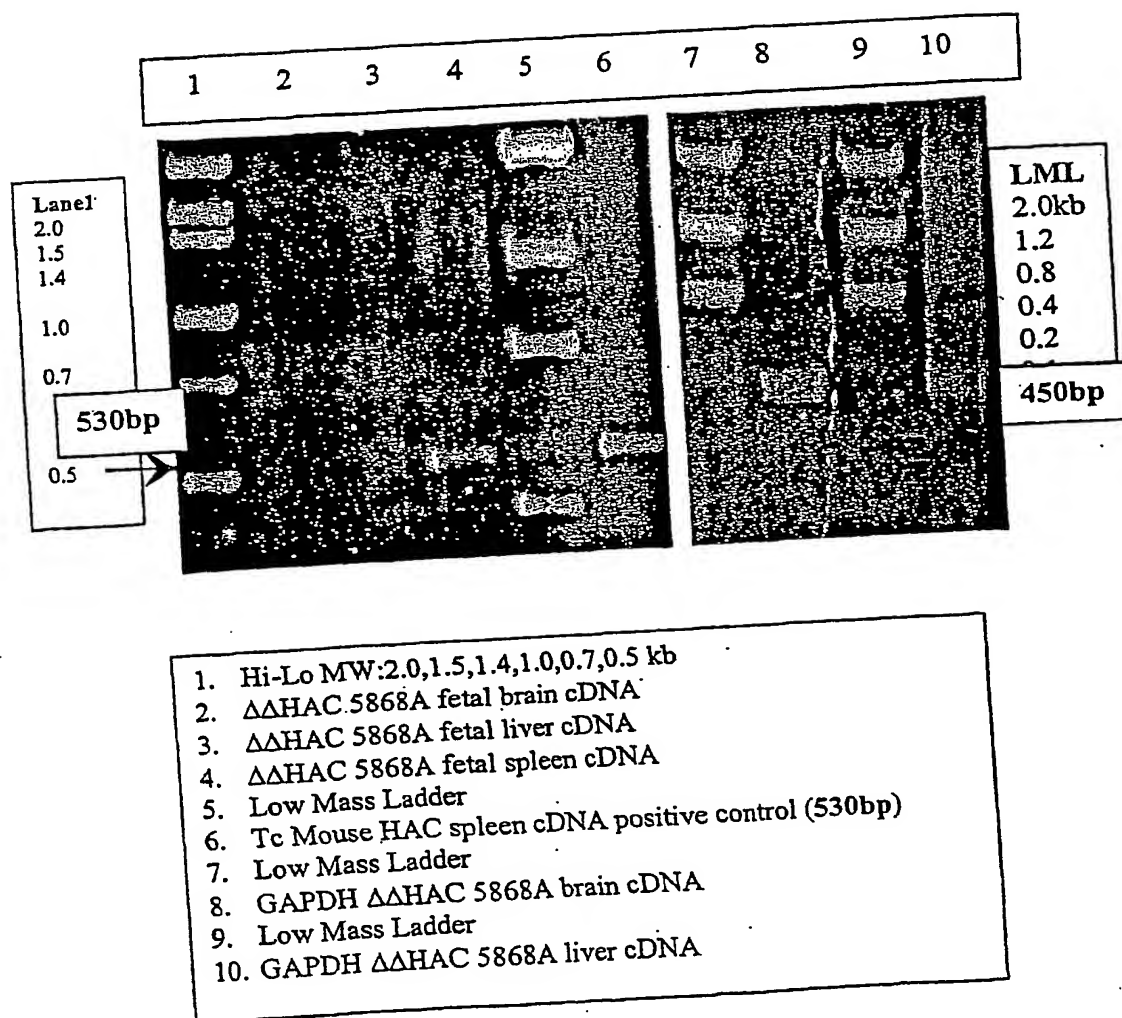 1 2 3 4 5 6 7 8 9 10
Lane1
2.0
1.5
1.4
1.0
0.7
530bp
0.5
LML
2.0kb
1.2
0.8
0.4
0.2
450bp
1. Hi-Lo MW:2.0,1.5,1.4,1.0,0.7,0.5 kb
2. ΔΔHAC 5868A fetal brain cDNA
3. ΔΔHAC 5868A fetal liver cDNA
4. ΔΔHAC 5868A fetal spleen cDNA
5. Low Mass Ladder
6. Tc Mouse HAC spleen cDNA positive control (530bp)
7. Low Mass Ladder
8. GAPDH ΔΔHAC 5868A brain cDNA
9. Low Mass Ladder
10. GAPDH ΔΔHAC 5868A liver cDNA